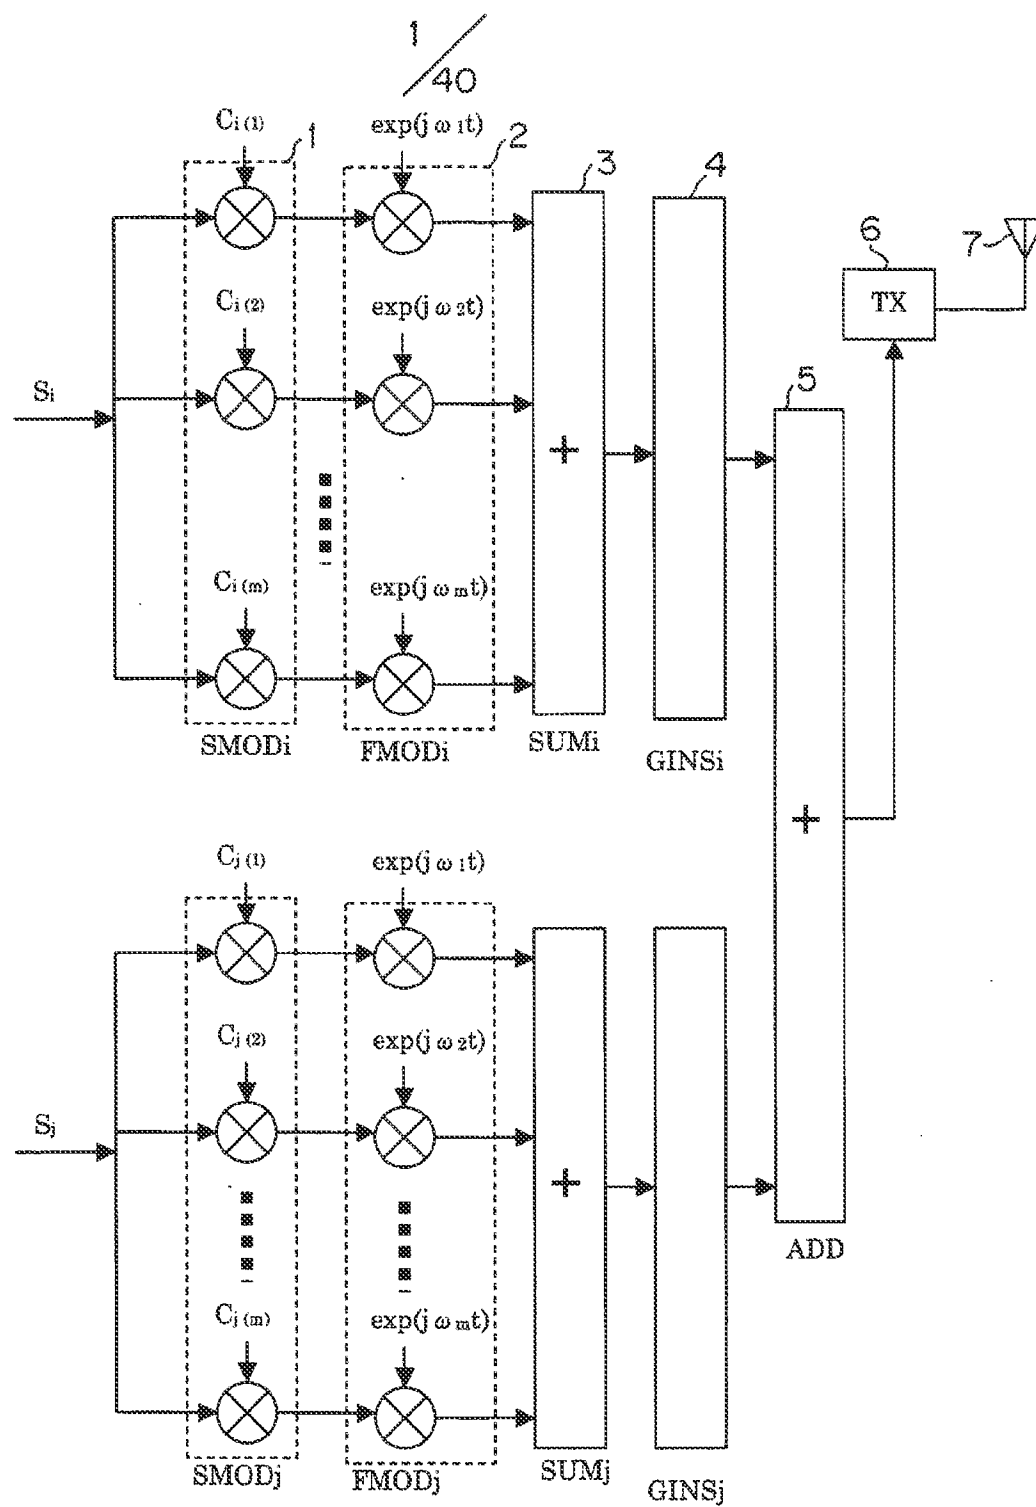 1/40
Ci(1)
1
exp(jω1t)
2
3
4
6
7
TX
Ci(2)
exp(jω2t)
Si
5
+
Ci(m)
exp(jωmt)
SMODi
FMODi
SUMi
GINSi
+
Cj(1)
exp(jω1t)
Cj(2)
exp(jω2t)
Sj
+
ADD
Cj(m)
exp(jωmt)
SMODj
FMODj
SUMj
GINSj